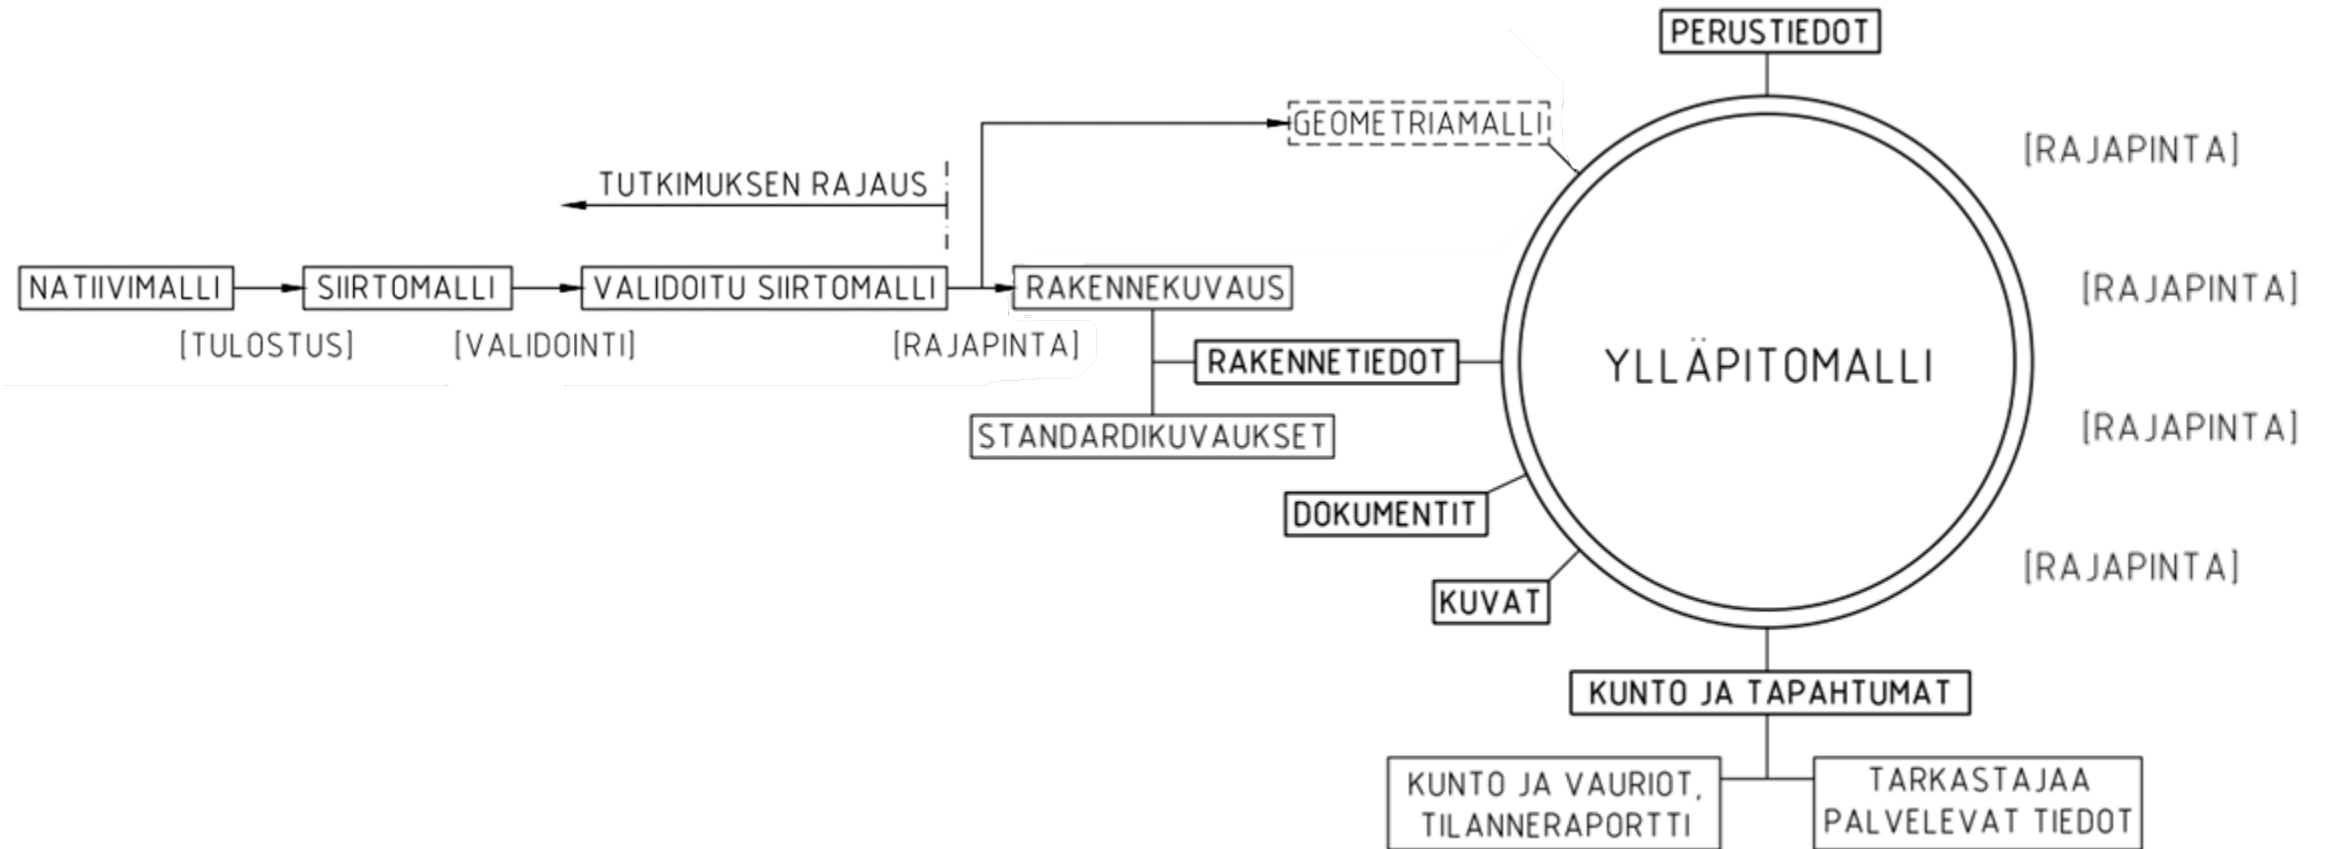 PERUSTIEDOT
GEOMETRIAMALLI
[RAJAPINTA]
TUTKIMUKSEN RAJAUS
NATIIVIMALLI
SIIRTOMALLI
VALIDOITU SIIRTOMALLI
RAKENNEKUVAUS
[RAJAPINTA]
[TULOSTUS]
[VALIDOINTI]
[RAJAPINTA]
RAKENNETIEDOT
YLLÄPITOMALLI
STANDARDIKUVAUKSET
[RAJAPINTA]
DOKUMENTIT
[RAJAPINTA]
KUVAT
KUNTO JA TAPAHTUMAT
KUNTO JA VAURIOT,
TILANNERAPORTTI
TARKASTAJAA
PALVELEVAT TIEDOT